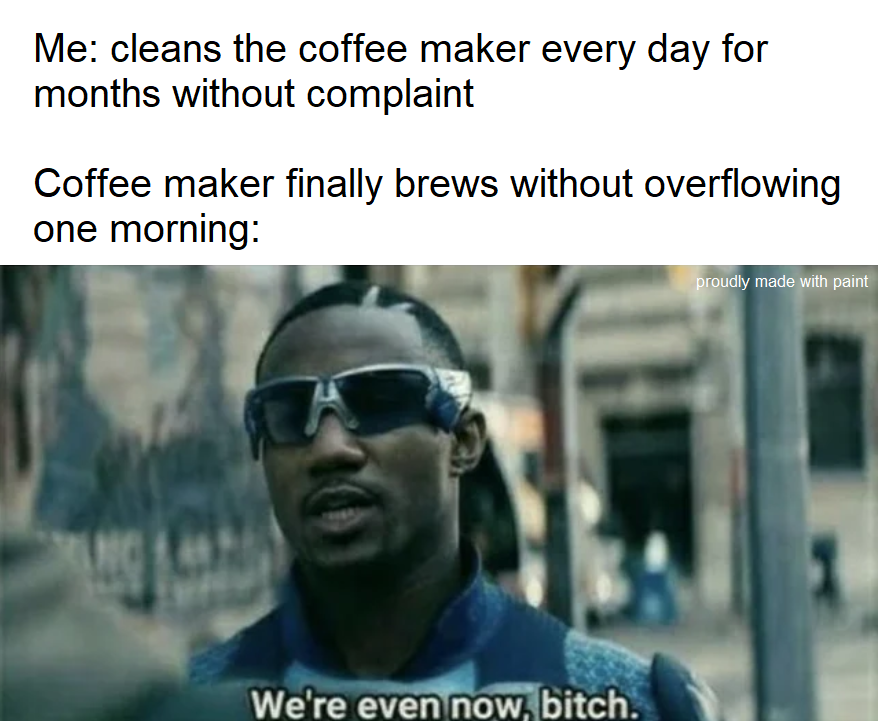 Me: cleans the coffee maker every day for
months without complaint
Coffee maker finally brews without overflowing
one morning:
proudly made with paint
We're even now, bitch.